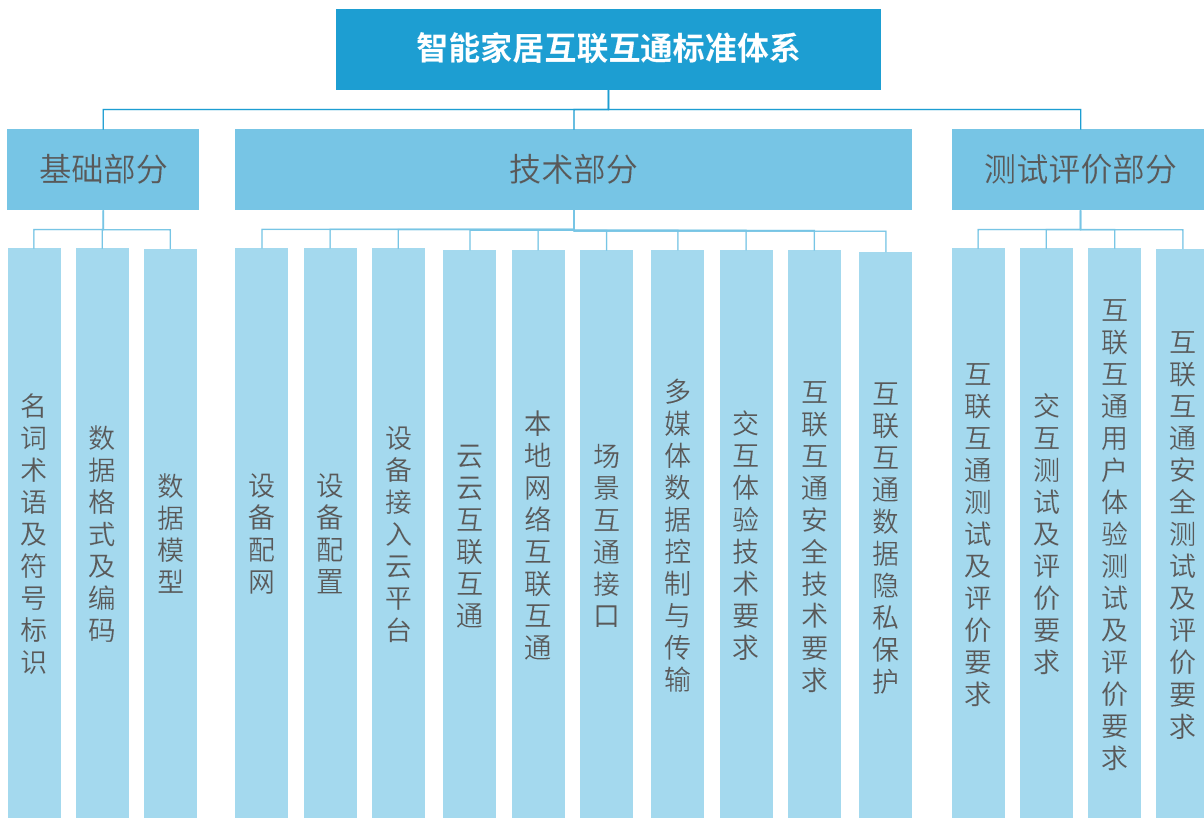 智能家居互联互通标准体系
基础部分
技术部分
测试评价部分
名词术语及符号标识
数据格式及编码
数据模型
设备配网
设备配置
设备接入云平台
云云互联互通
本地网络互联互通
场景互通接口
多媒体数据控制与传输
交互体验技术要求
互联互通安全技术要求
互联互通数据隐私保护
互联互通测试及评价要求
交互测试及评价要求
互联互通用户体验测试及评价要求
互联互通安全测试及评价要求